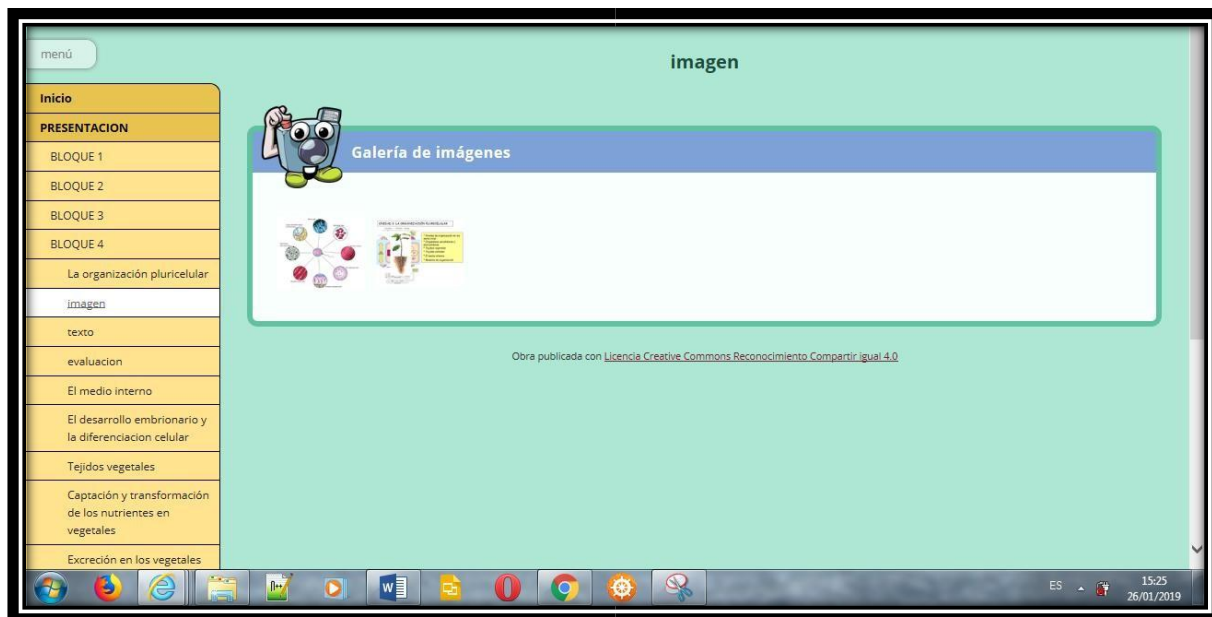 menú
imagen
Inicio
PRESENTACION
BLOQUE 1
BLOQUE 2
BLOQUE 3
BLOQUE 4
La organización pluricelular
imagen
texto
evaluacion
El medio interno
El desarrollo embrionario y
la diferenciacion celular
Tejidos vegetales
Captación y transformación
de los nutrientes en
vegetales
Excreción en los vegetales
Galería de imágenes
Obra publicada con Licencia Creative Commons Reconocimiento Compartir igual 4.0
ES
15:25
26/01/2019